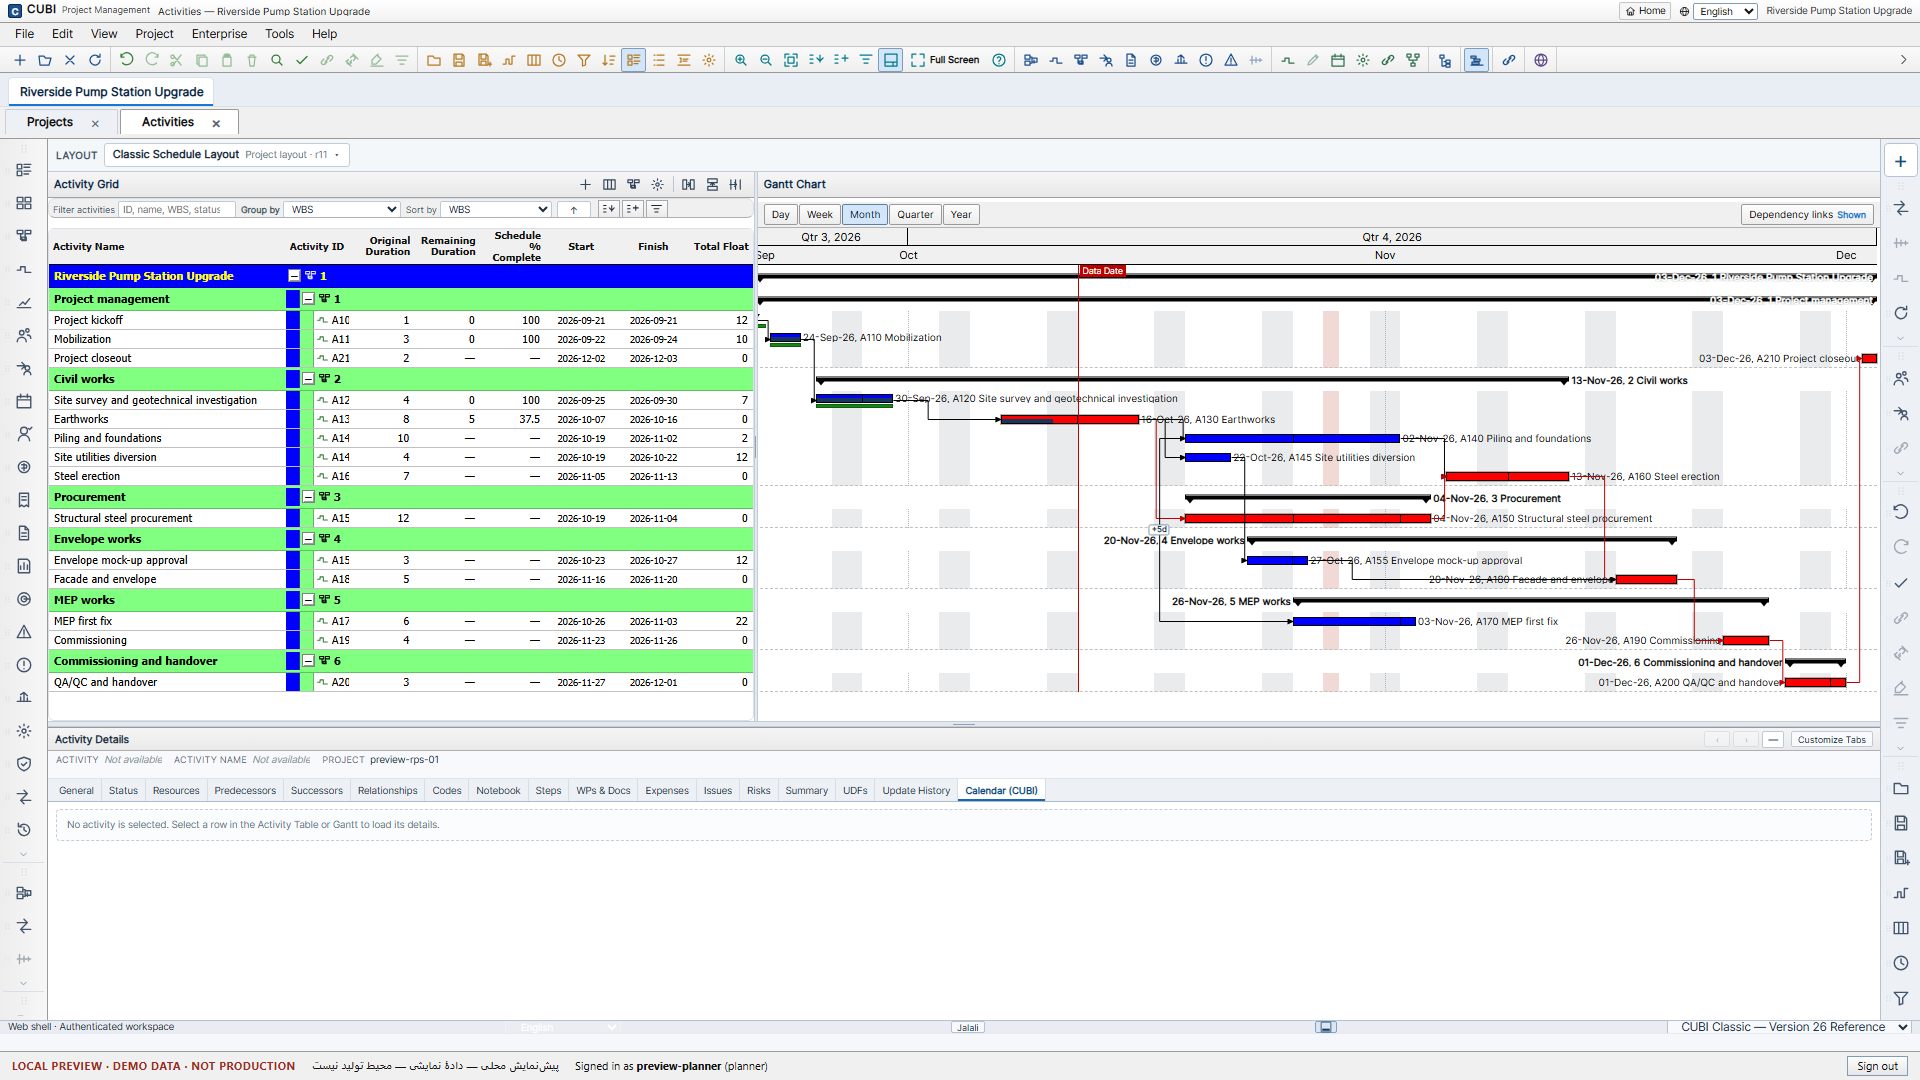 CUBI Project Management Activities — Riverside Pump Station Upgrade
Home English Riverside Pump Station Upgrade
File Edit View Project Enterprise Tools Help
Full Screen
Riverside Pump Station Upgrade
Projects Activities
LAYOUT Classic Schedule Layout Project layout · r11
Activity Grid
Filter activities ID, name, WBS, status Group by WBS Sort by WBS
Activity Name Activity ID Original Duration Remaining Duration Schedule % Complete Start Finish Total Float
Riverside Pump Station Upgrade 1
Project management 1
Project kickoff A10 1 0 100 2026-09-21 2026-09-21 12
Mobilization A11 3 0 100 2026-09-22 2026-09-24 10
Project closeout A21 2 — — 2026-12-02 2026-12-03 0
Civil works 2
Site survey and geotechnical investigation A12 4 0 100 2026-09-25 2026-09-30 7
Earthworks A13 8 5 37.5 2026-10-07 2026-10-16 0
Piling and foundations A14 10 — — 2026-10-19 2026-11-02 2
Site utilities diversion A14 4 — — 2026-10-19 2026-10-22 12
Steel erection A16 7 — — 2026-11-05 2026-11-13 0
Procurement 3
Structural steel procurement A15 12 — — 2026-10-19 2026-11-04 0
Envelope works 4
Envelope mock-up approval A15 3 — — 2026-10-23 2026-10-27 12
Facade and envelope A18 5 — — 2026-11-16 2026-11-20 0
MEP works 5
MEP first fix A17 6 — — 2026-10-26 2026-11-03 22
Commissioning A19 4 — — 2026-11-23 2026-11-26 0
Commissioning and handover 6
QA/QC and handover A20 3 — — 2026-11-27 2026-12-01 0
Gantt Chart
Day Week Month Quarter Year Dependency links Shown
Qtr 3, 2026 Qtr 4, 2026
Sep Oct Nov Dec
Data Date
03-Dec-26, 1 Riverside Pump Station Upgrade
03-Dec-26, 1 Project management
24-Sep-26, A110 Mobilization
03-Dec-26, A210 Project closeout
13-Nov-26, 2 Civil works
30-Sep-26, A120 Site survey and geotechnical investigation
16-Oct-26, A130 Earthworks
02-Nov-26, A140 Piling and foundations
22-Oct-26, A145 Site utilities diversion
13-Nov-26, A160 Steel erection
04-Nov-26, 3 Procurement
04-Nov-26, A150 Structural steel procurement
+5d
20-Nov-26, 4 Envelope works
27-Oct-26, A155 Envelope mock-up approval
20-Nov-26, A180 Facade and envelope
26-Nov-26, 5 MEP works
03-Nov-26, A170 MEP first fix
26-Nov-26, A190 Commissioning
01-Dec-26, 6 Commissioning and handover
01-Dec-26, A200 QA/QC and handover
Activity Details Customize Tabs
ACTIVITY Not available ACTIVITY NAME Not available PROJECT preview-rps-01
General Status Resources Predecessors Successors Relationships Codes Notebook Steps WPs & Docs Expenses Issues Risks Summary UDFs Update History Calendar (CUBI)
No activity is selected. Select a row in the Activity Table or Gantt to load its details.
Web shell · Authenticated workspace English Jalali CUBI Classic — Version 26 Reference
LOCAL PREVIEW · DEMO DATA · NOT PRODUCTION پیش‌نمایش محلی — دادهٔ نمایشی — محیط تولید نیست Signed in as preview-planner (planner) Sign out